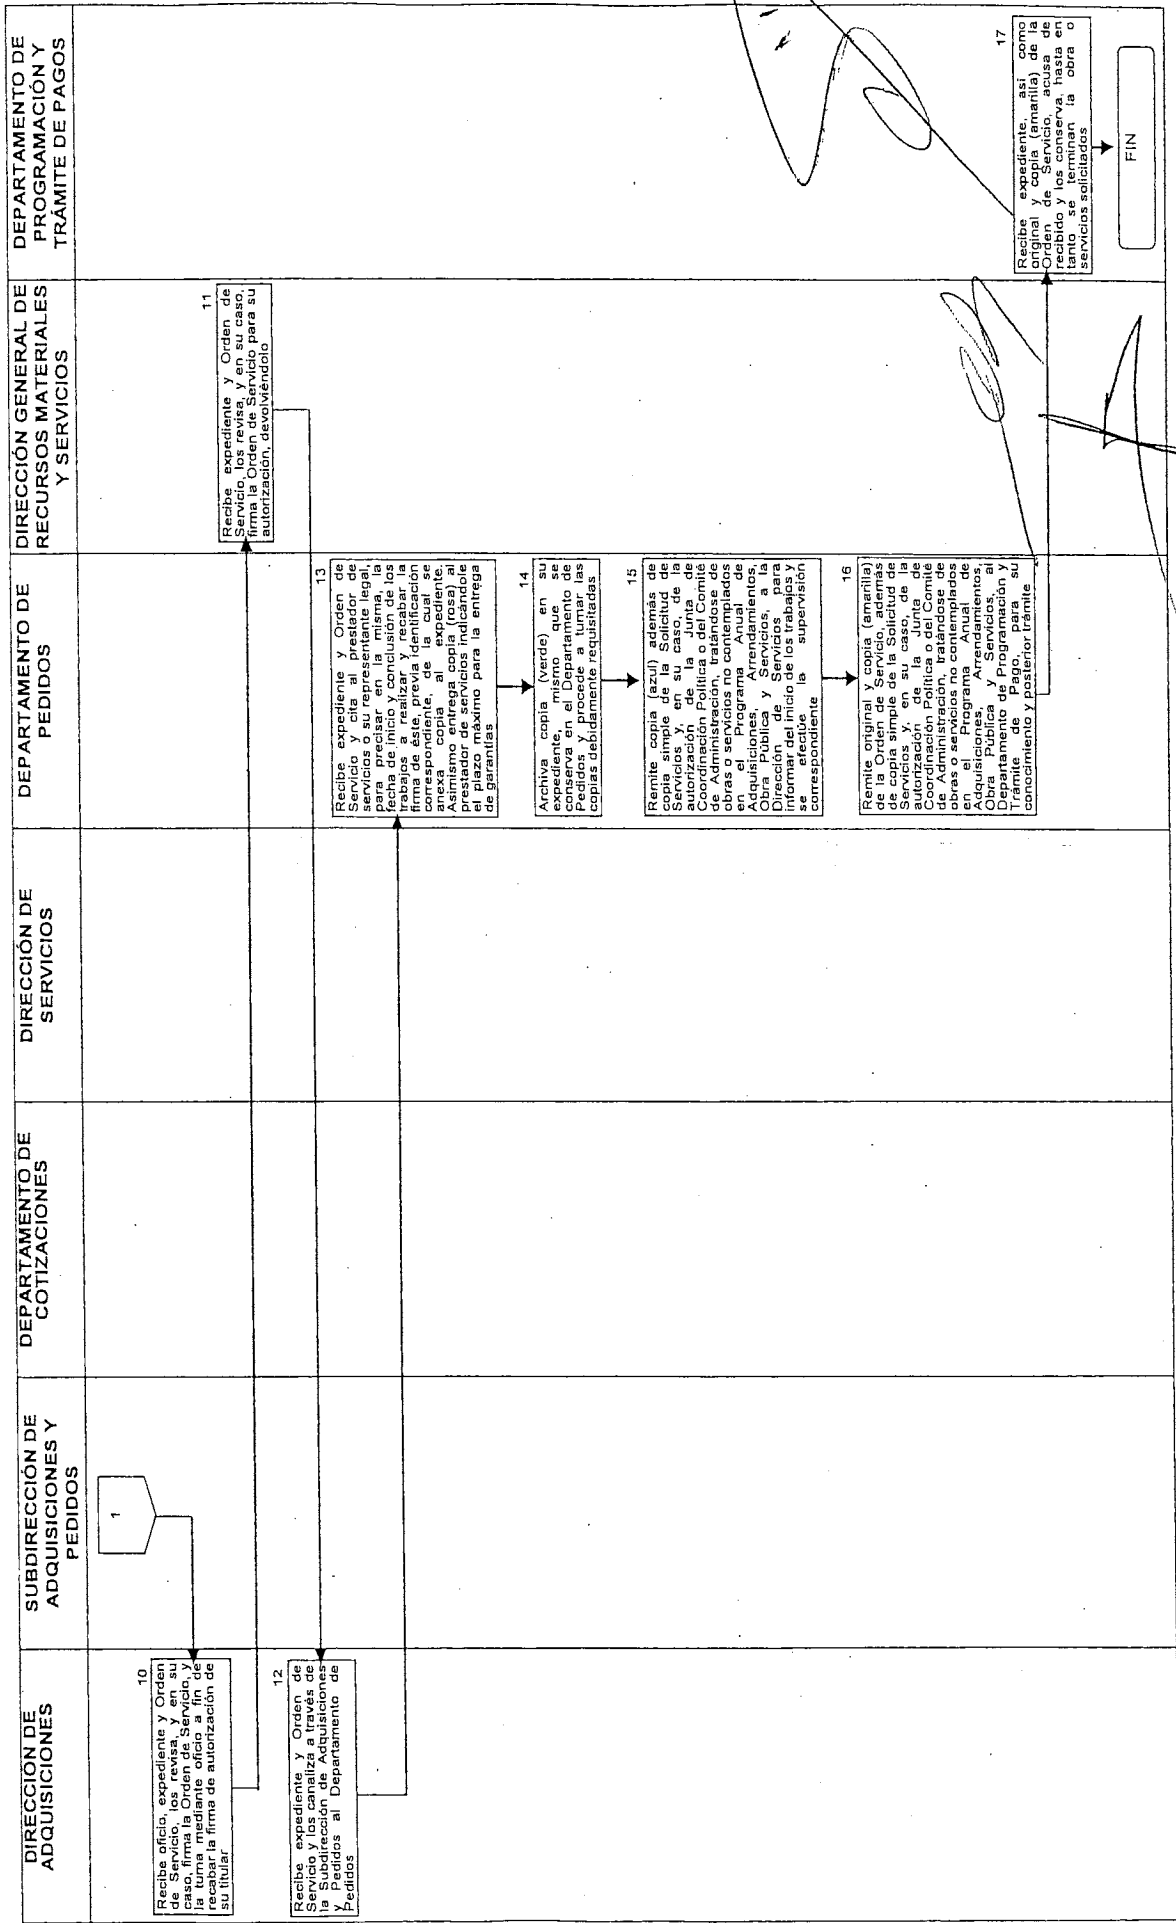 DIRECCIÓN DE
ADQUISICIONES
SUBDIRECCIÓN DE
ADQUISICIONES Y
PEDIDOS
DEPARTAMENTO DE
COTIZACIONES
DIRECCIÓN DE
SERVICIOS
DEPARTAMENTO DE
PEDIDOS
DIRECCIÓN GENERAL DE
RECURSOS MATERIALES
Y SERVICIOS
DEPARTAMENTO DE
PROGRAMACIÓN Y
TRÁMITE DE PAGOS
1
10
Recibe oficio, expediente y Orden
de Servicio, los revisa, y en su
caso, firma la Orden de Servicio, y
la turna mediante oficio a fin de
recabar la firma de autorización de
su titular
11
Recibe expediente y Orden de
Servicio, los revisa, y en su caso,
firma la Orden de Servicio para su
autorización, devolviéndolo
12
Recibe expediente y Orden de
Servicio y los canaliza a través de
la Subdirección de Adquisiciones
y Pedidos al Departamento de
Pedidos
13
Recibe expediente y Orden de
Servicio y cita al prestador de
servicios o su representante legal,
para precisar en la misma, la
fecha de inicio y conclusión de los
trabajos a realizar y recabar la
firma de éste, previa identificación
correspondiente, de la cual se
anexa copia al expediente.
Asimismo entrega copia (rosa) al
prestador de servicios indicándole
el plazo máximo para la entrega
de garantías
14
Archiva copia (verde) en su
expediente, mismo que se
conserva en el Departamento de
Pedidos y procede a turnar las
copias debidamente requisitadas
15
Remite copia (azul) además de
copia simple de la Solicitud de
Servicios y, en su caso, de la
autorización de la Junta de
Coordinación Política o del Comité
de Administración, tratándose de
obras o servicios no contemplados
en el Programa Anual de
Adquisiciones, Arrendamientos,
Obra Pública y Servicios, a la
Dirección de Servicios para
informar del inicio de los trabajos y
se efectúe la supervisión
correspondiente
16
Remite original y copia (amarilla)
de la Orden de Servicio, además
de copia simple de la Solicitud de
Servicios y, en su caso, de la
autorización de la Junta de
Coordinación Política o del Comité
de Administración, tratándose de
obras o servicios no contemplados
en el Programa Anual de
Adquisiciones, Arrendamientos,
Obra Pública y Servicios, al
Departamento de Programación y
Trámite de Pago, para su
conocimiento y posterior trámite
17
Recibe expediente, así como
original y copia (amarilla) de la
Orden de Servicio, acusa de
recibido y los conserva, hasta en
tanto se terminan la obra o
servicios solicitados
FIN